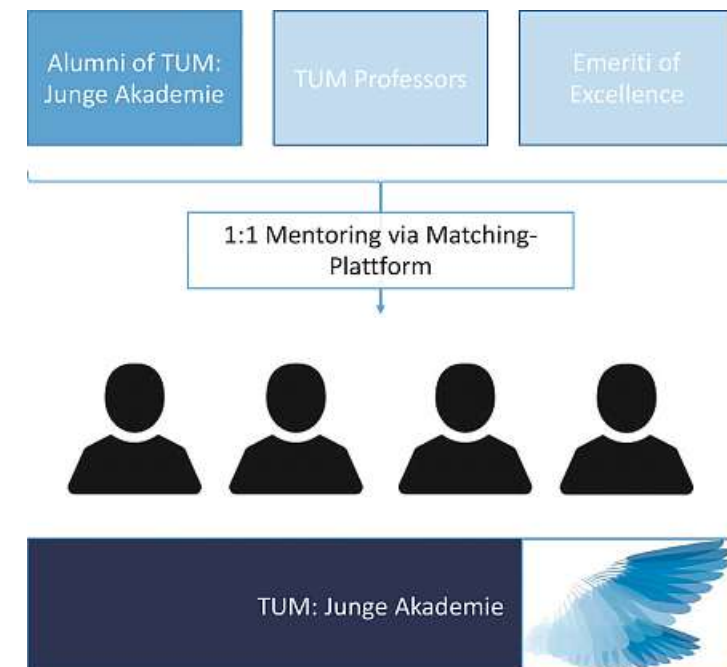 Alumni of TUM:
Junge Akademie
TUM Professors
Emeriti of
Excellence
1:1 Mentoring via Matching-
Plattform
TUM: Junge Akademie